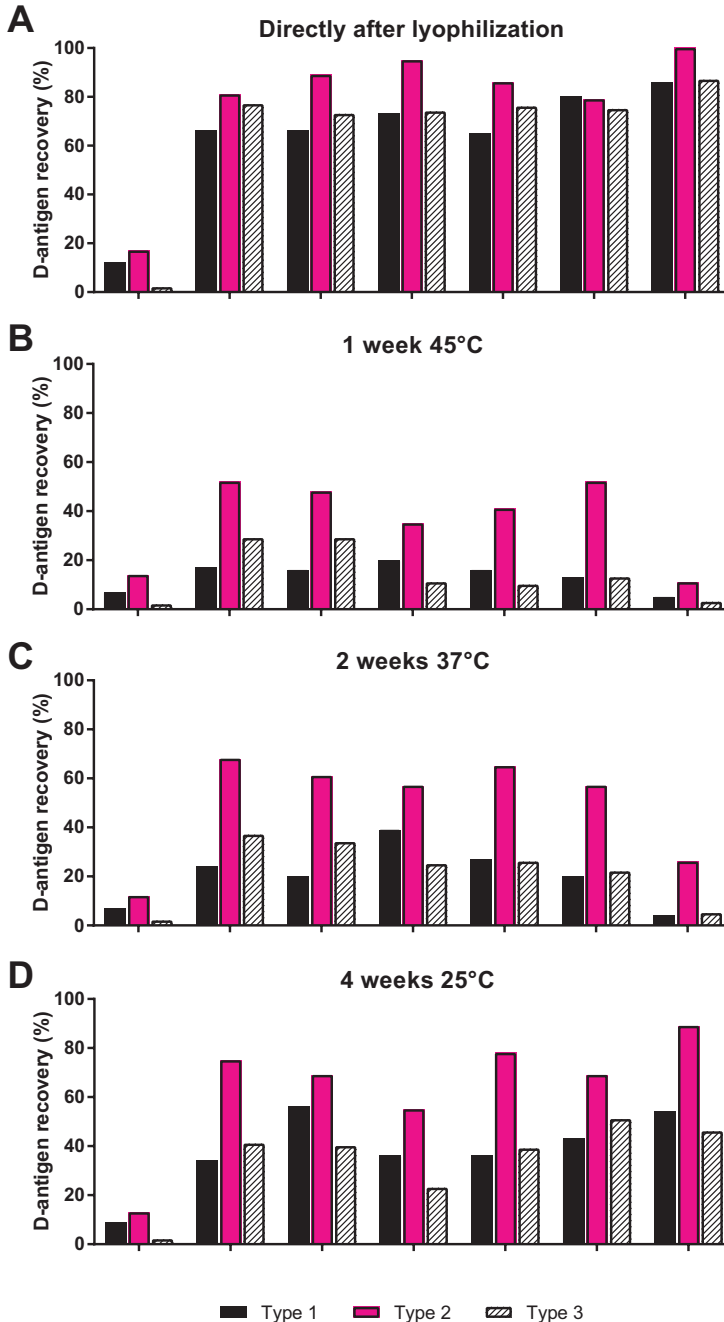 A
Directly after lyophilization
D-antigen recovery (%)
100
80
60
40
20
0
B
1 week 45°C
D-antigen recovery (%)
100
80
60
40
20
0
C
2 weeks 37°C
D-antigen recovery (%)
100
80
60
40
20
0
D
4 weeks 25°C
D-antigen recovery (%)
100
80
60
40
20
0
Type 1 Type 2 Type 3